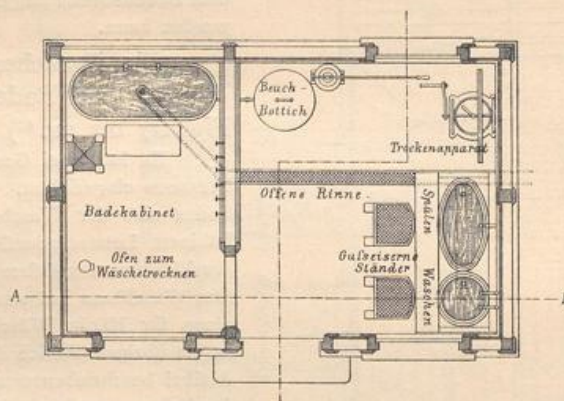 Beuch-
Bottich
Trockenapparat
Offene Rinne.
Spülen
Badekabinet
Gußeiserne
Ständer
Ofen zum
Wäschetrocknen
Waschen
A